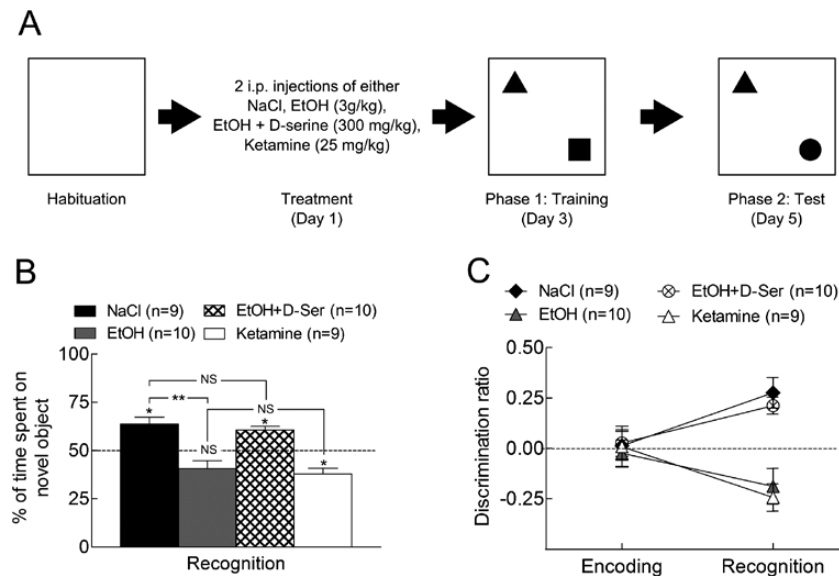 A
2 i.p. injections of either
NaCl, EtOH (3g/kg),
EtOH + D-serine (300 mg/kg),
Ketamine (25 mg/kg)
Habituation
Treatment
(Day 1)
Phase 1: Training
(Day 3)
Phase 2: Test
(Day 5)
B
NaCl (n=9)
EtOH+D-Ser (n=10)
EtOH (n=10)
Ketamine (n=9)
% of time spent on
novel object
100
75
50
25
0
NS
**
NS
*
*
NS
*
Recognition
C
NaCl (n=9)
EtOH+D-Ser (n=10)
EtOH (n=10)
Ketamine (n=9)
Discrimination ratio
0.50
0.25
0.00
-0.25
Encoding
Recognition